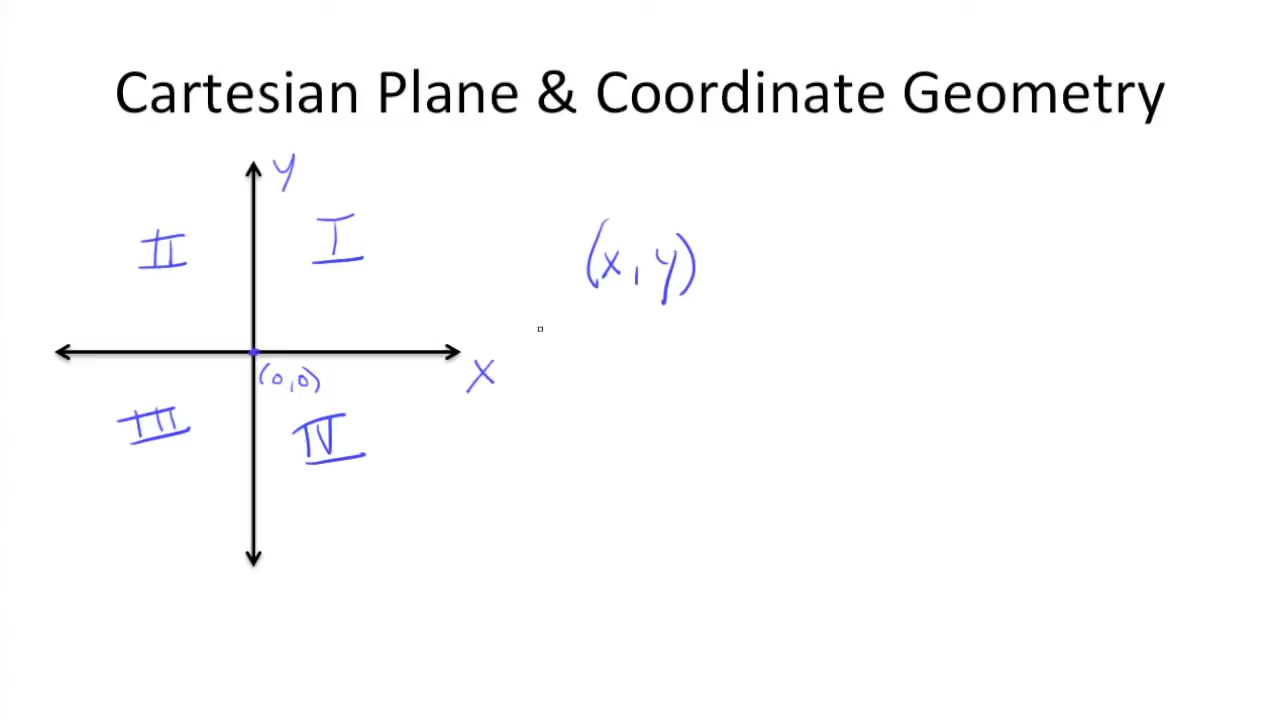 Cartesian Plane & Coordinate Geometry
y
II
I
(x, y)
(0,0)
X
III
IV